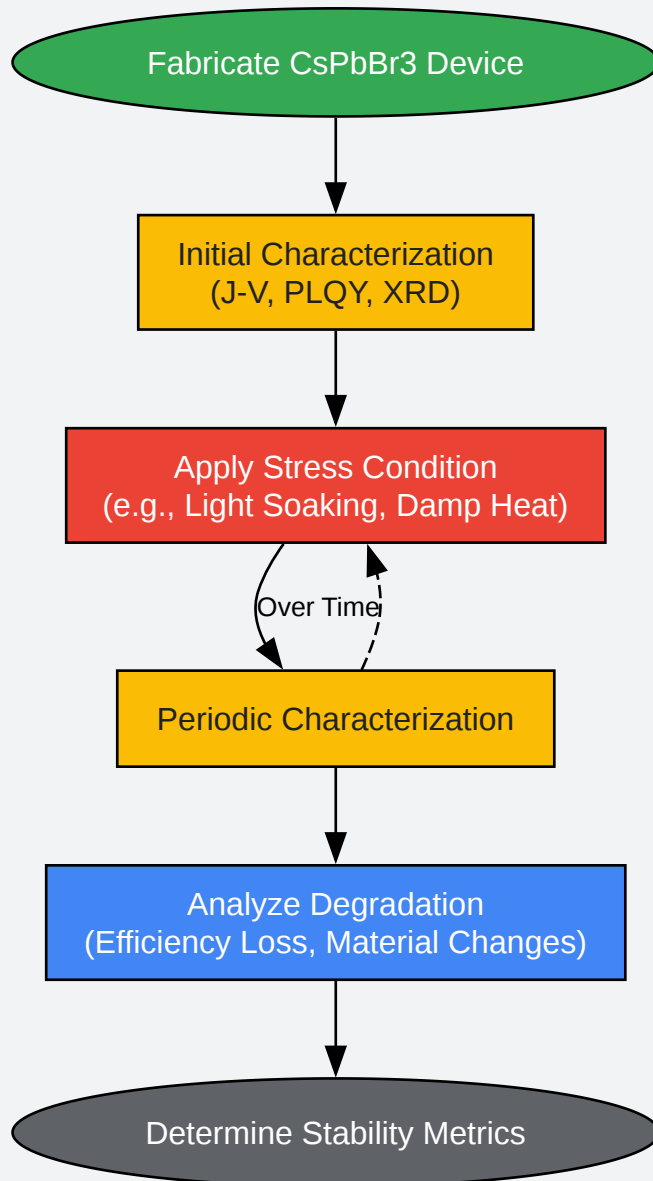 Fabricate CsPbBr3 Device
Initial Characterization
(J-V, PLQY, XRD)
Apply Stress Condition
(e.g., Light Soaking, Damp Heat)
Over Time
Periodic Characterization
Analyze Degradation
(Efficiency Loss, Material Changes)
Determine Stability Metrics